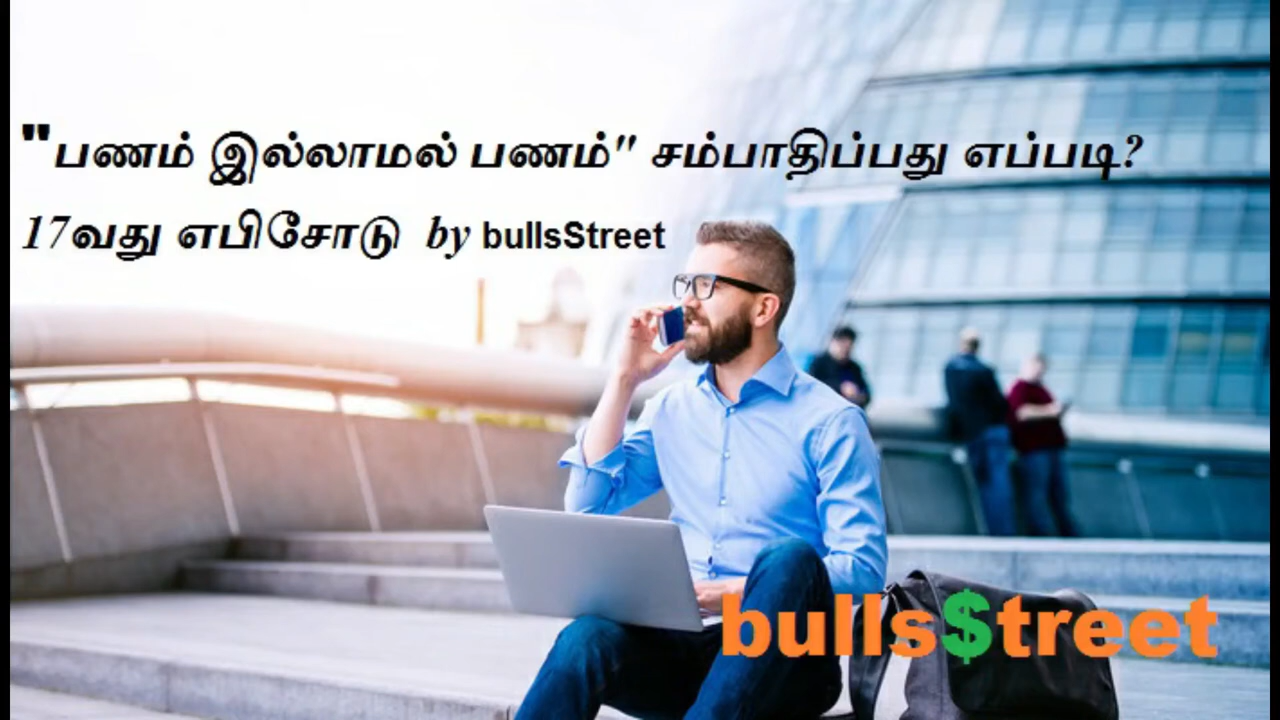 "பணம் இல்லாமல் பணம்" சம்பாதிப்பது எப்படி?
17வது எபிசோடு by bullsStreet
bulls$treet